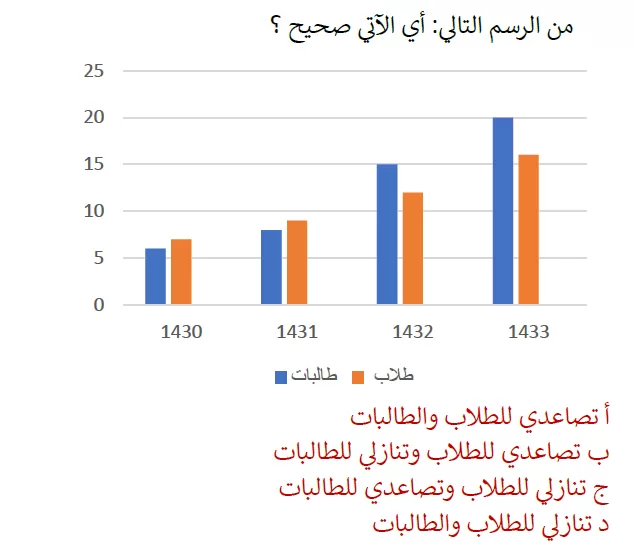 من الرسم التالي: أي الآتي صحيح ؟
25
20
15
10
5
0
1430 1431 1432 1433
طالبات طلاب
أ تصاعدي للطلاب والطالبات
ب تصاعدي للطلاب وتنازلي للطالبات
ج تنازلي للطلاب وتصاعدي للطالبات
د تنازلي للطلاب والطالبات